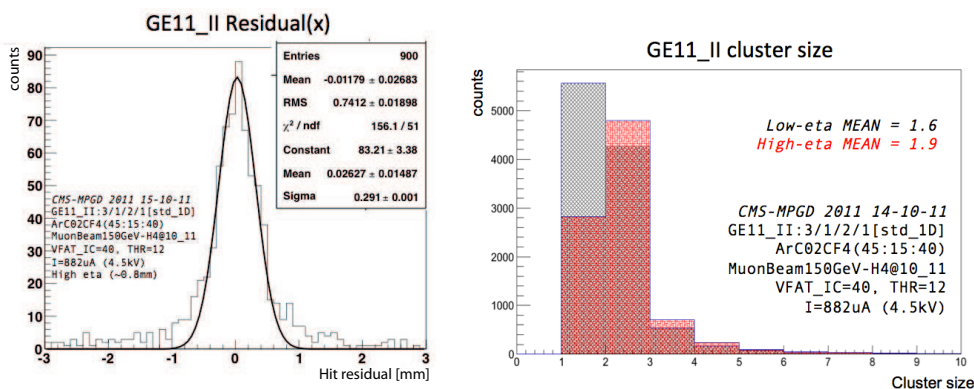 GE11_II Residual(x)
counts
90
80
70
60
50
40
30
20
10
0
Entries 900
Mean -0.01179 ± 0.02683
RMS 0.7412 ± 0.01898
χ² / ndf 156.1 / 51
Constant 83.21 ± 3.38
Mean 0.02627 ± 0.01487
Sigma 0.291 ± 0.001
CMS-MPGD 2011 15-10-11
GE11_II:3/1/2/1[std_1D]
ArCO2CF4(45:15:40)
MuonBeam150GeV-H4@10_11
VFAT_IC=40, THR=12
I=882uA (4.5kV)
High eta (~0.8mm)
-3 -2 -1 0 1 2 3
Hit residual [mm]
GE11_II cluster size
counts
5000
4000
3000
2000
1000
0
Low-eta MEAN = 1.6
High-eta MEAN = 1.9
CMS-MPGD 2011 14-10-11
GE11_II:3/1/2/1[std_1D]
ArCO2CF4(45:15:40)
MuonBeam150GeV-H4@10_11
VFAT_IC=40, THR=12
I=882uA (4.5kV)
0 1 2 3 4 5 6 7 8 9 10
Cluster size